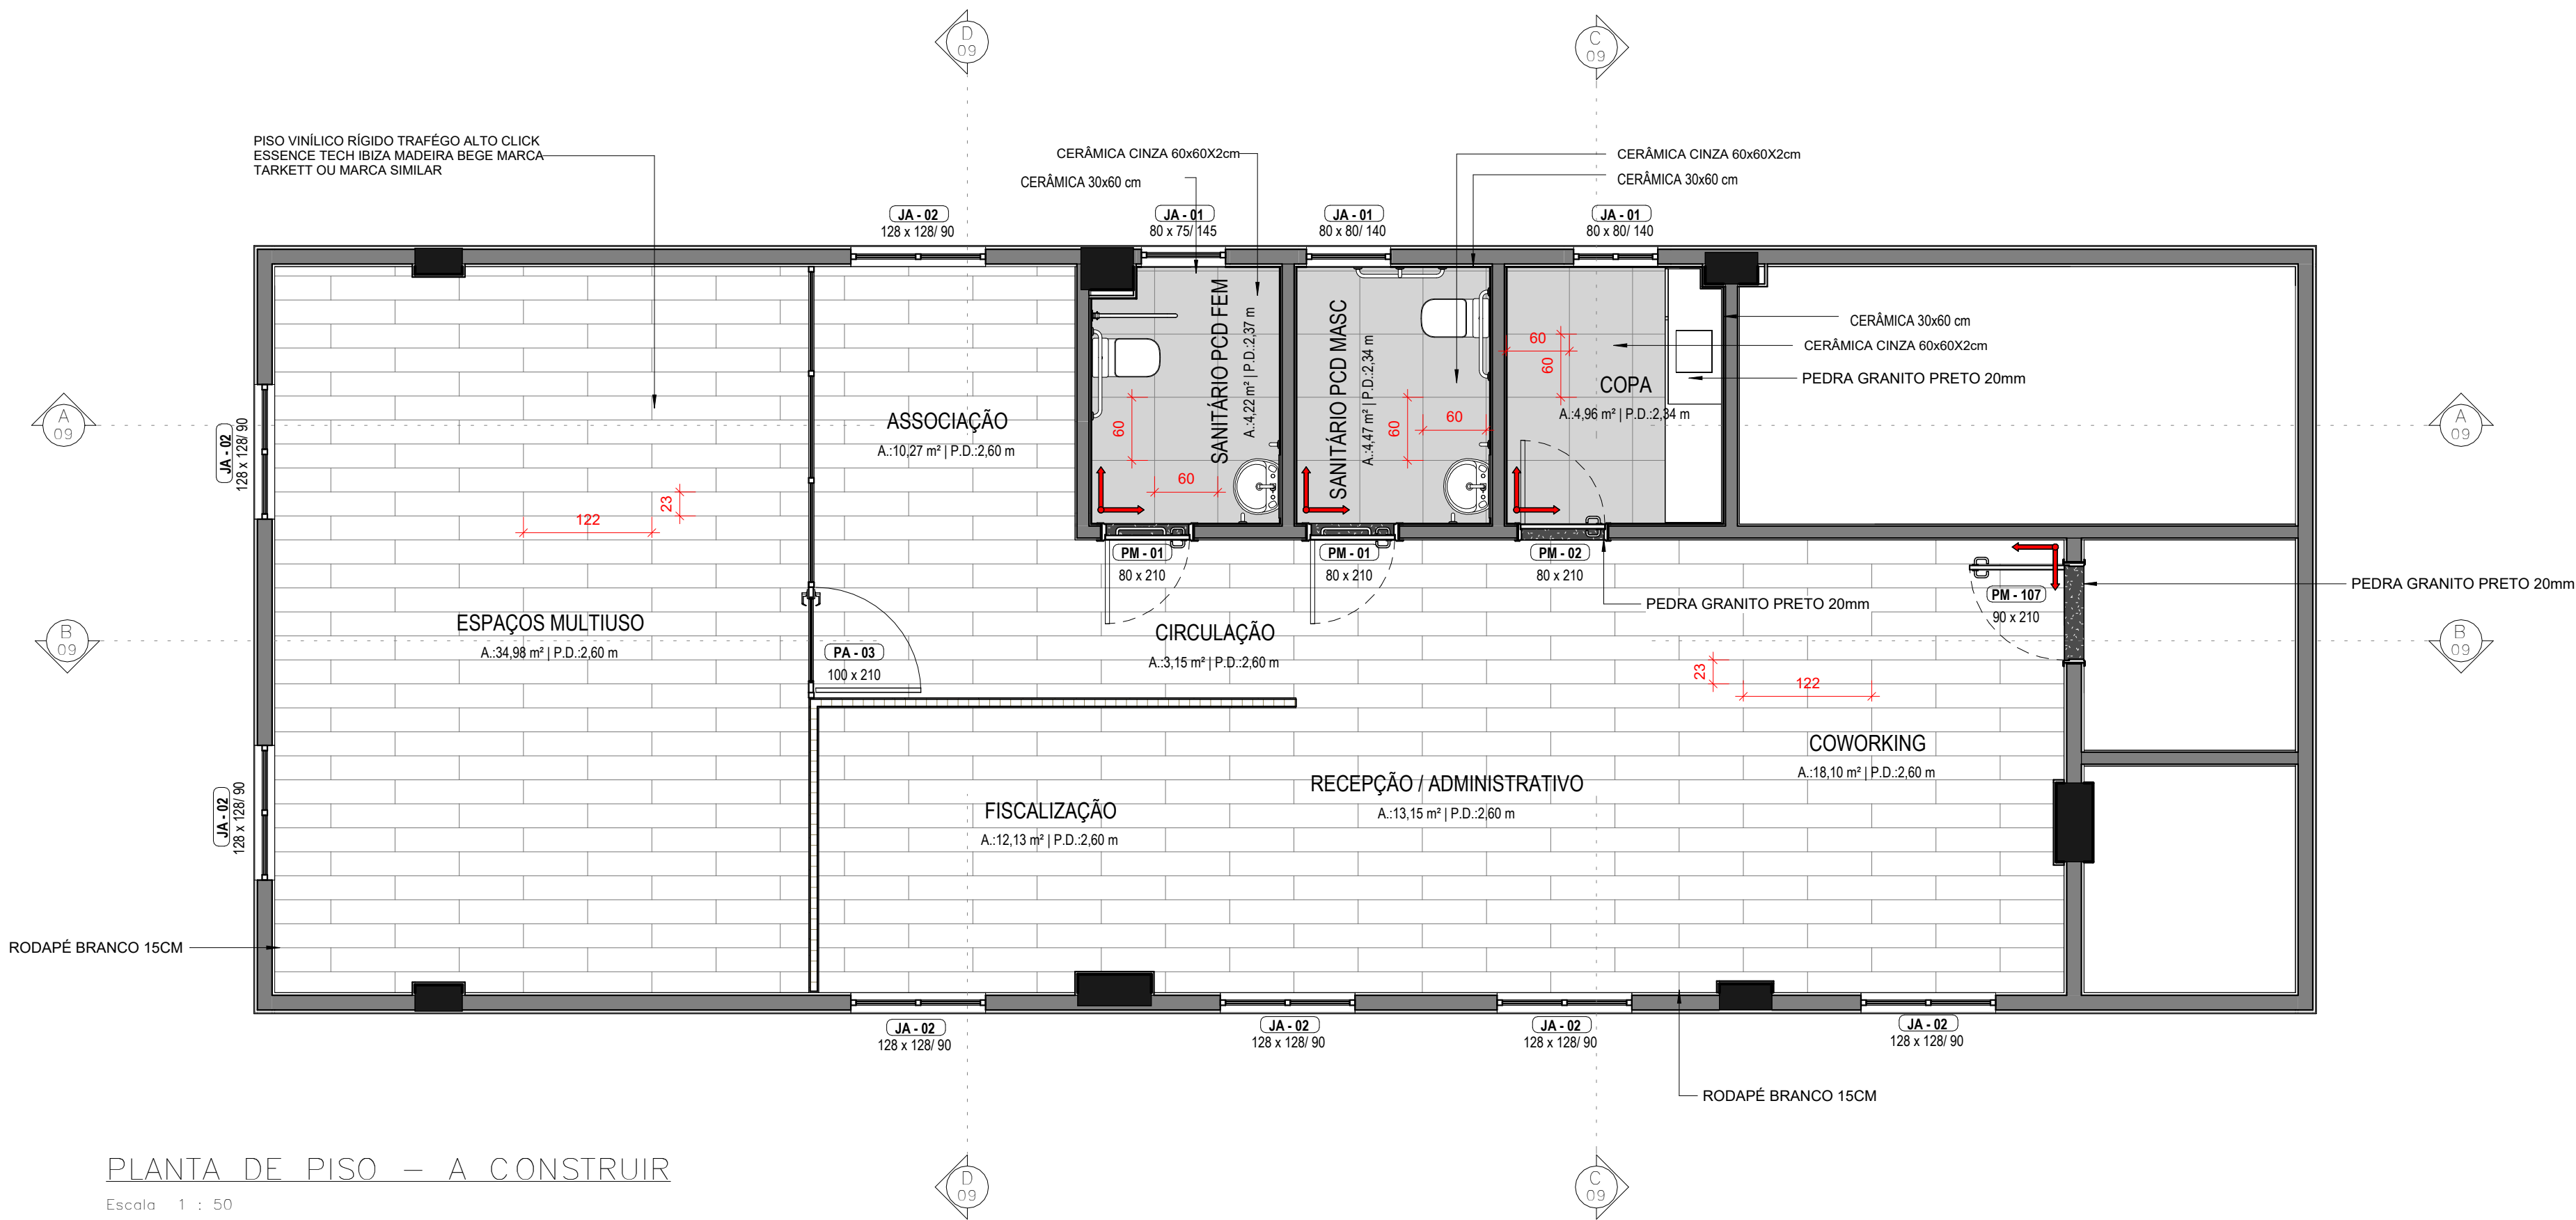 D
09
C
09
PISO VINÍLICO RÍGIDO TRAFÉGO ALTO CLICK
ESSENCE TECH IBIZA MADEIRA BEGE MARCA
TARKETT OU MARCA SIMILAR
CERÂMICA CINZA 60x60X2cm
CERÂMICA 30x60 cm
CERÂMICA CINZA 60x60X2cm
CERÂMICA 30x60 cm
JA - 02
128 x 128/ 90
JA - 01
80 x 75/ 145
JA - 01
80 x 80/ 140
JA - 01
80 x 80/ 140
CERÂMICA 30x60 cm
CERÂMICA CINZA 60x60X2cm
PEDRA GRANITO PRETO 20mm
A
09
JA - 02
128 x 128/ 90
ASSOCIAÇÃO
A.:10,27 m² | P.D.:2,60 m
SANITÁRIO PCD FEM
A.:4,22 m² | P.D.:2,37 m
60
60
SANITÁRIO PCD MASC
A.:4,47 m² | P.D.:2,34 m
60
60
60
60
COPA
A.:4,96 m² | P.D.:2,34 m
A
09
122
23
PM - 01
80 x 210
PM - 01
80 x 210
PM - 02
80 x 210
PEDRA GRANITO PRETO 20mm
PM - 107
90 x 210
PEDRA GRANITO PRETO 20mm
B
09
ESPAÇOS MULTIUSO
A.:34,98 m² | P.D.:2,60 m
PA - 03
100 x 210
CIRCULAÇÃO
A.:3,15 m² | P.D.:2,60 m
23
122
B
09
JA - 02
128 x 128/ 90
FISCALIZAÇÃO
A.:12,13 m² | P.D.:2,60 m
RECEPÇÃO / ADMINISTRATIVO
A.:13,15 m² | P.D.:2,60 m
COWORKING
A.:18,10 m² | P.D.:2,60 m
RODAPÉ BRANCO 15CM
JA - 02
128 x 128/ 90
JA - 02
128 x 128/ 90
JA - 02
128 x 128/ 90
JA - 02
128 x 128/ 90
RODAPÉ BRANCO 15CM
PLANTA DE PISO – A CONSTRUIR
Escala 1 : 50
D
09
C
09